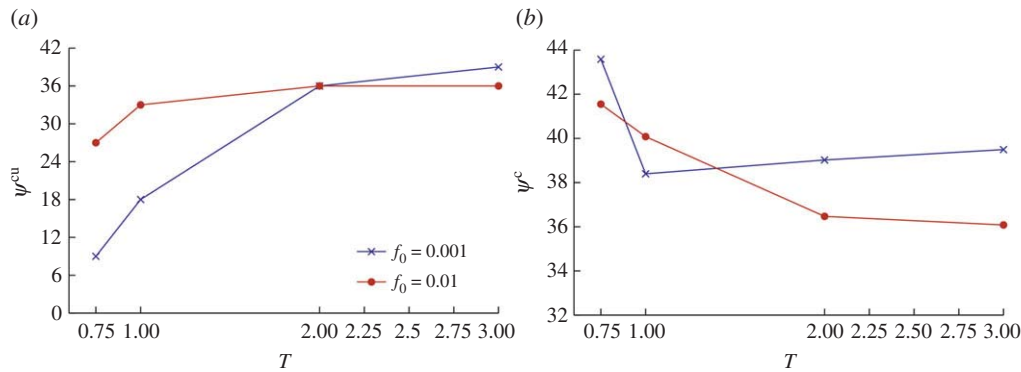 (a)
ψ^cu
42
36
30
24
18
12
6
0
0.75 1.00 2.00 2.25 2.5 2.75 3.00
T
f₀ = 0.001
f₀ = 0.01
(b)
ψ^c
44
42
40
38
36
34
32
0.75 1.00 2.00 2.25 2.50 2.75 3.00
T